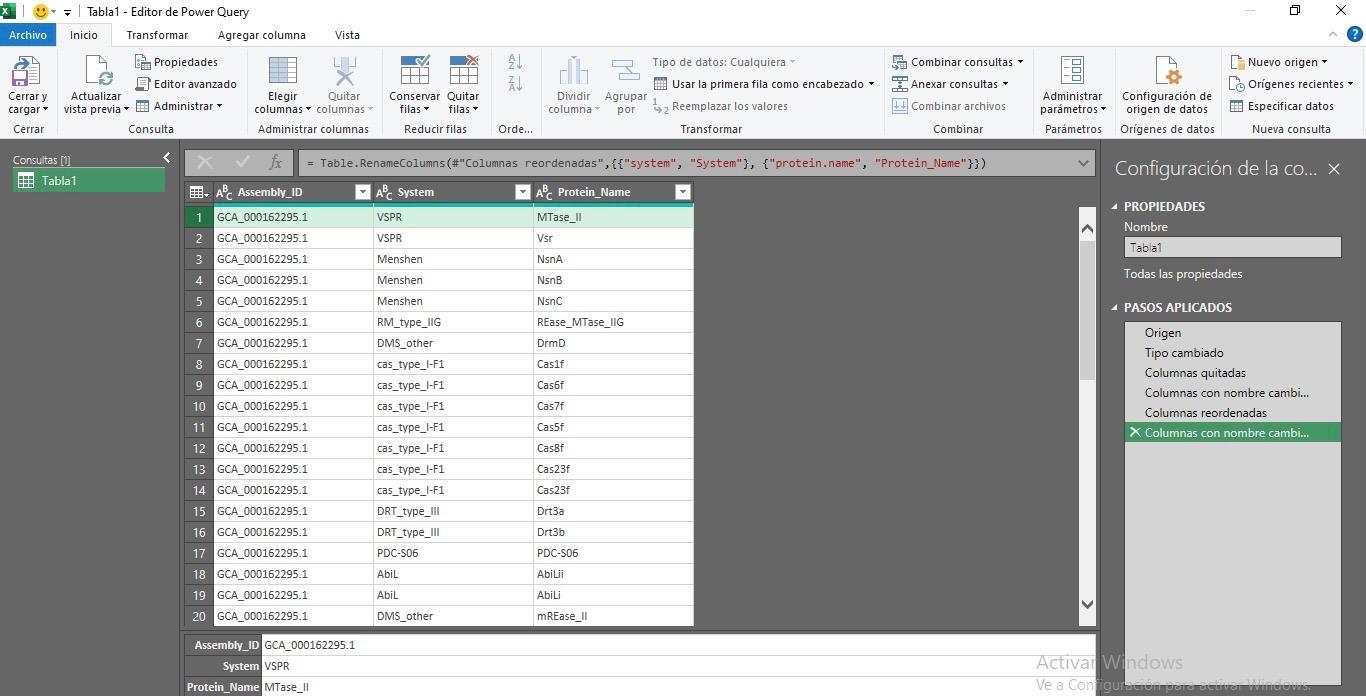 Tabla1 - Editor de Power Query
Archivo Inicio Transformar Agregar columna Vista
Cerrar y cargar
Cerrar
Actualizar vista previa
Propiedades
Editor avanzado
Administrar
Consulta
Elegir columnas
Quitar columnas
Administrar columnas
Conservar filas
Quitar filas
Reducir filas
Orde...
Dividir columna
Agrupar por
Tipo de datos: Cualquiera
Usar la primera fila como encabezado
Reemplazar los valores
Transformar
Combinar consultas
Anexar consultas
Combinar archivos
Combinar
Administrar parámetros
Parámetros
Configuración de origen de datos
Orígenes de datos
Nuevo origen
Orígenes recientes
Especificar datos
Nueva consulta
Consultas [1]
Tabla1
fx = Table.RenameColumns(#"Columnas reordenadas",{{"system", "System"}, {"protein.name", "Protein_Name"}})
Assembly_ID System Protein_Name
1 GCA_000162295.1 VSPR MTase_II
2 GCA_000162295.1 VSPR Vsr
3 GCA_000162295.1 Menshen NsnA
4 GCA_000162295.1 Menshen NsnB
5 GCA_000162295.1 Menshen NsnC
6 GCA_000162295.1 RM_type_IIG REase_MTase_IIG
7 GCA_000162295.1 DMS_other DrmD
8 GCA_000162295.1 cas_type_I-F1 Cas1f
9 GCA_000162295.1 cas_type_I-F1 Cas6f
10 GCA_000162295.1 cas_type_I-F1 Cas7f
11 GCA_000162295.1 cas_type_I-F1 Cas5f
12 GCA_000162295.1 cas_type_I-F1 Cas8f
13 GCA_000162295.1 cas_type_I-F1 Cas23f
14 GCA_000162295.1 cas_type_I-F1 Cas23f
15 GCA_000162295.1 DRT_type_III Drt3a
16 GCA_000162295.1 DRT_type_III Drt3b
17 GCA_000162295.1 PDC-S06 PDC-S06
18 GCA_000162295.1 AbiL AbiLii
19 GCA_000162295.1 AbiL AbiLi
20 GCA_000162295.1 DMS_other mREase_II
Assembly_ID GCA_000162295.1
System VSPR
Protein_Name MTase_II
Configuración de la co...
PROPIEDADES
Nombre
Tabla1
Todas las propiedades
PASOS APLICADOS
Origen
Tipo cambiado
Columnas quitadas
Columnas con nombre cambi...
Columnas reordenadas
Columnas con nombre cambi...
Activar Windows
Ve a Configuración para activar Windows.